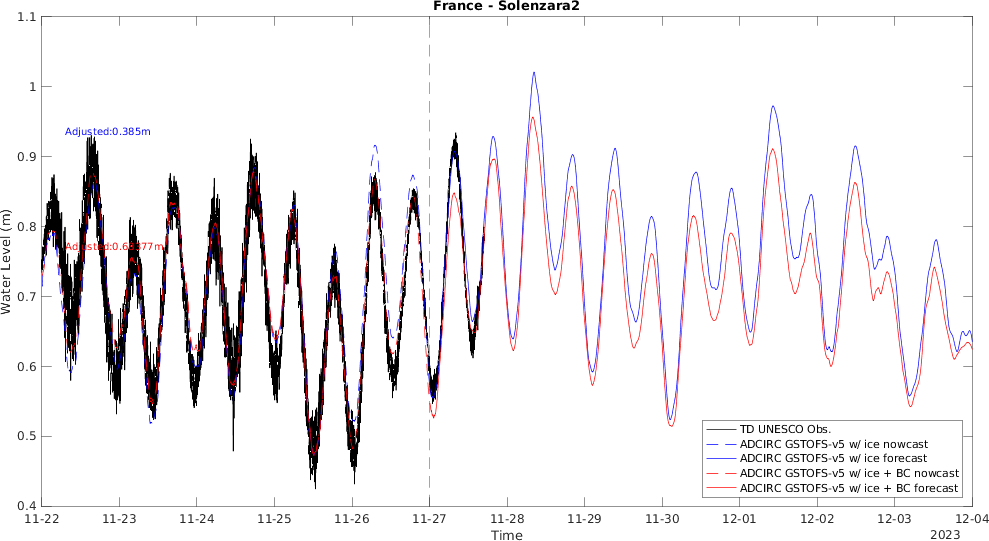 France - Solenzara2
1.1
1
0.9
0.8
0.7
0.6
0.5
0.4
Water Level (m)
Adjusted:0.385m
TD UNESCO Obs.
ADCIRC GSTOFS-v5 w/ ice nowcast
ADCIRC GSTOFS-v5 w/ ice forecast
ADCIRC GSTOFS-v5 w/ ice + BC nowcast
ADCIRC GSTOFS-v5 w/ ice + BC forecast
11-22 11-23 11-24 11-25 11-26 11-27 11-28 11-29 11-30 12-01 12-02 12-03 12-04
Time
2023